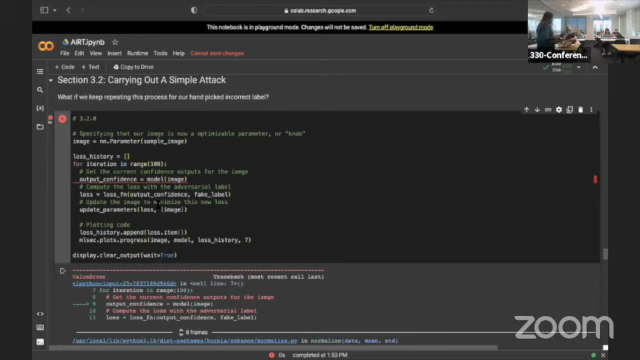 colab.research.google.com
This notebook is in playground mode. Changes will not be saved. Turn off playground mode
AIRT.ipynb
File Edit View Insert Runtime Tools Help Cannot save changes
+ Code + Text Copy to Drive
330-Conferen...
Section 3.2: Carrying Out A Simple Attack
What if we keep repeating this process for our hand picked incorrect label?
# 3.2.0
# Specifying that our image is now a optimizable parameter, or "knob"
image = nn.Parameter(sample_image)
loss_history = []
for iteration in range(100):
# Get the current confidence outputs for the iamge
output_confidence = model(image)
# Compute the loss with the adversarial label
loss = loss_fn(output_confidence, fake_label)
# Update the image to minimize this new loss
update_parameters(loss, [image])
# Plotting code
loss_history.append(loss.item())
mlsec.plots.progress(image, model, loss_history, 7)
display.clear_output(wait=True)
ValueError Traceback (most recent call last)
in <cell line: 7>()
7 for iteration in range(100):
8 # Get the current confidence outputs for the iamge
----> 9 output_confidence = model(image)
10 # Compute the loss with the adversarial label
11 loss = loss_fn(output_confidence, fake_label)
6 frames
/usr/local/lib/python3.10/dist-packages/kornia/enhance/normalize.py in normalize(data, mean, std)
0s completed at 1:53 PM
zoom